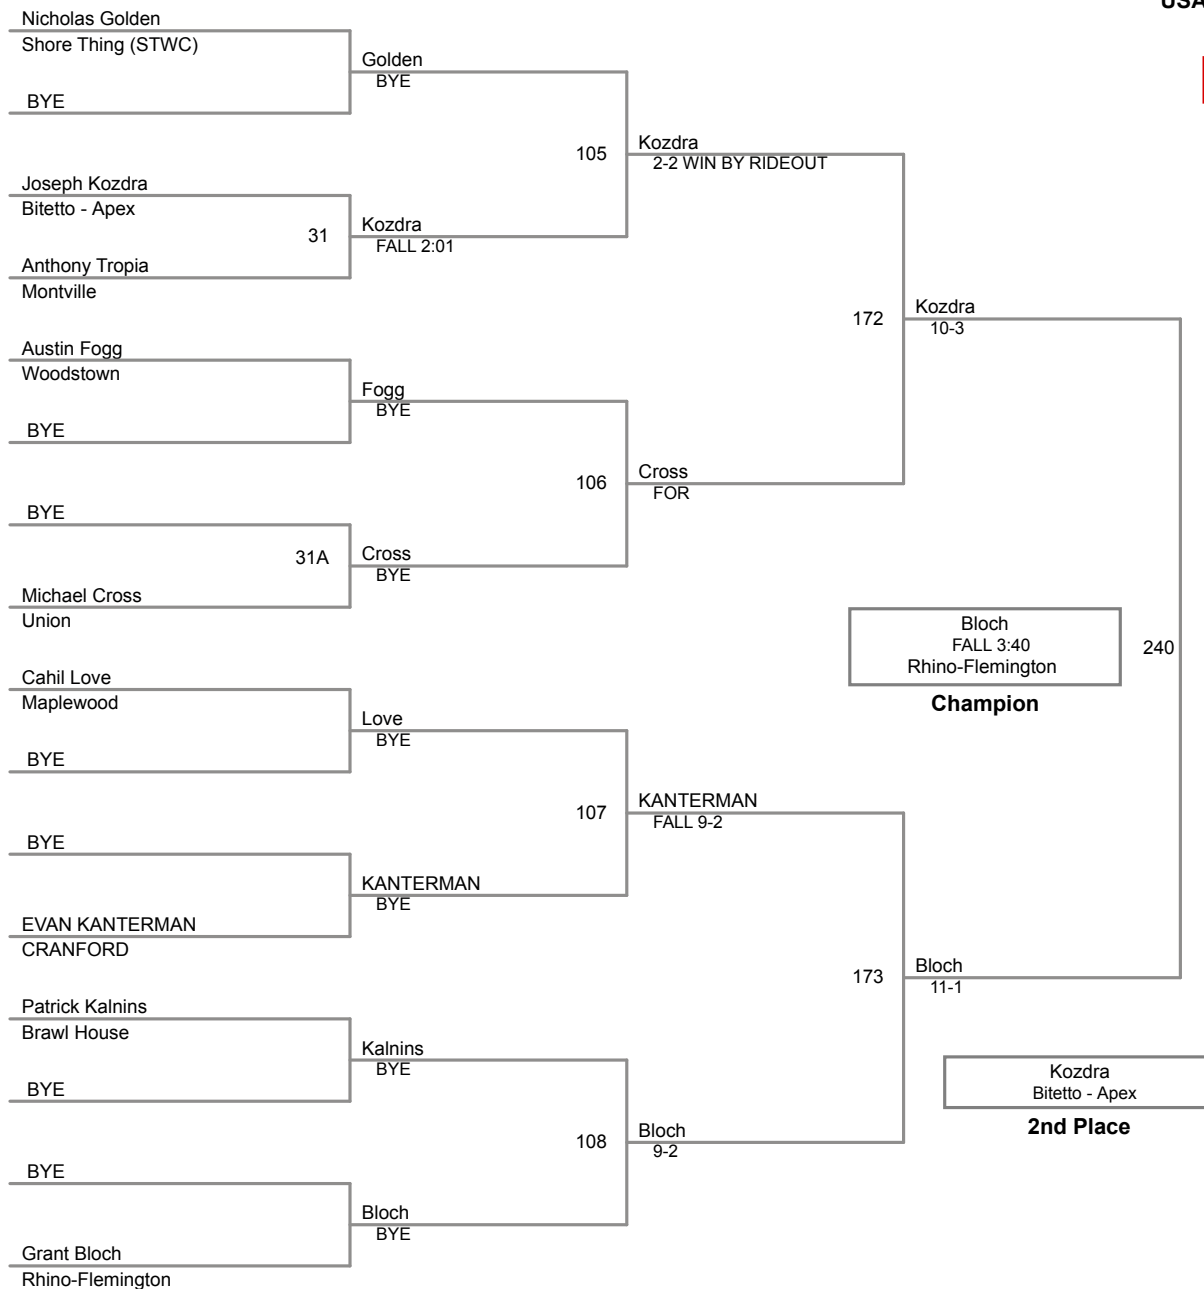 USA
Nicholas Golden
Shore Thing (STWC)
Golden
BYE
BYE
105
Kozdra
2-2 WIN BY RIDEOUT
Joseph Kozdra
Bitetto - Apex
31
Kozdra
FALL 2:01
Anthony Tropia
Montville
172
Kozdra
10-3
Austin Fogg
Woodstown
Fogg
BYE
BYE
106
Cross
FOR
BYE
31A
Cross
BYE
Michael Cross
Union
Bloch
FALL 3:40
Rhino-Flemington
240
Champion
Cahil Love
Maplewood
Love
BYE
BYE
107
KANTERMAN
FALL 9-2
BYE
KANTERMAN
BYE
EVAN KANTERMAN
CRANFORD
173
Bloch
11-1
Patrick Kalnins
Brawl House
Kalnins
BYE
BYE
Kozdra
Bitetto - Apex
2nd Place
108
Bloch
9-2
BYE
Bloch
BYE
Grant Bloch
Rhino-Flemington